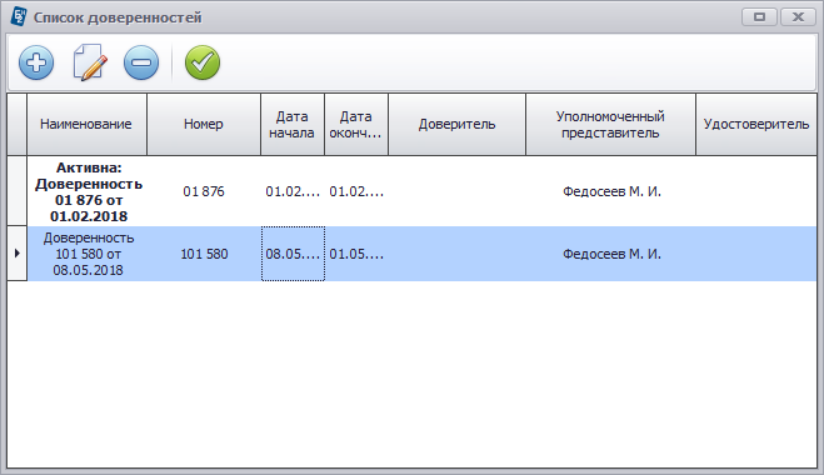 Список доверенностей
Наименование
Номер
Дата
начала
Дата
оконч...
Доверитель
Уполномоченный
представитель
Удостоверитель
Активна:
Доверенность
01 876 от
01.02.2018
01 876
01.02....
01.02....
Федосеев М. И.
Доверенность
101 580 от
08.05.2018
101 580
08.05....
01.05....
Федосеев М. И.